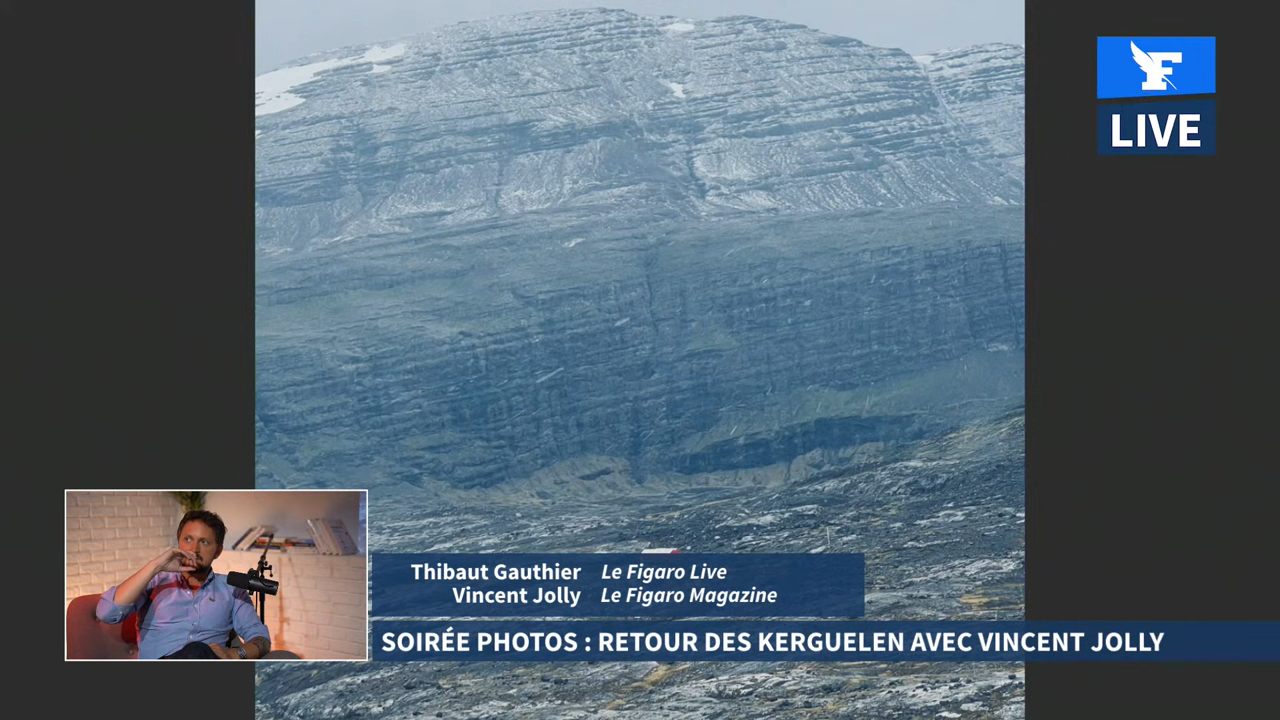 F
LIVE
Thibaut Gauthier Le Figaro Live
Vincent Jolly Le Figaro Magazine
SOIRÉE PHOTOS : RETOUR DES KERGUELEN AVEC VINCENT JOLLY